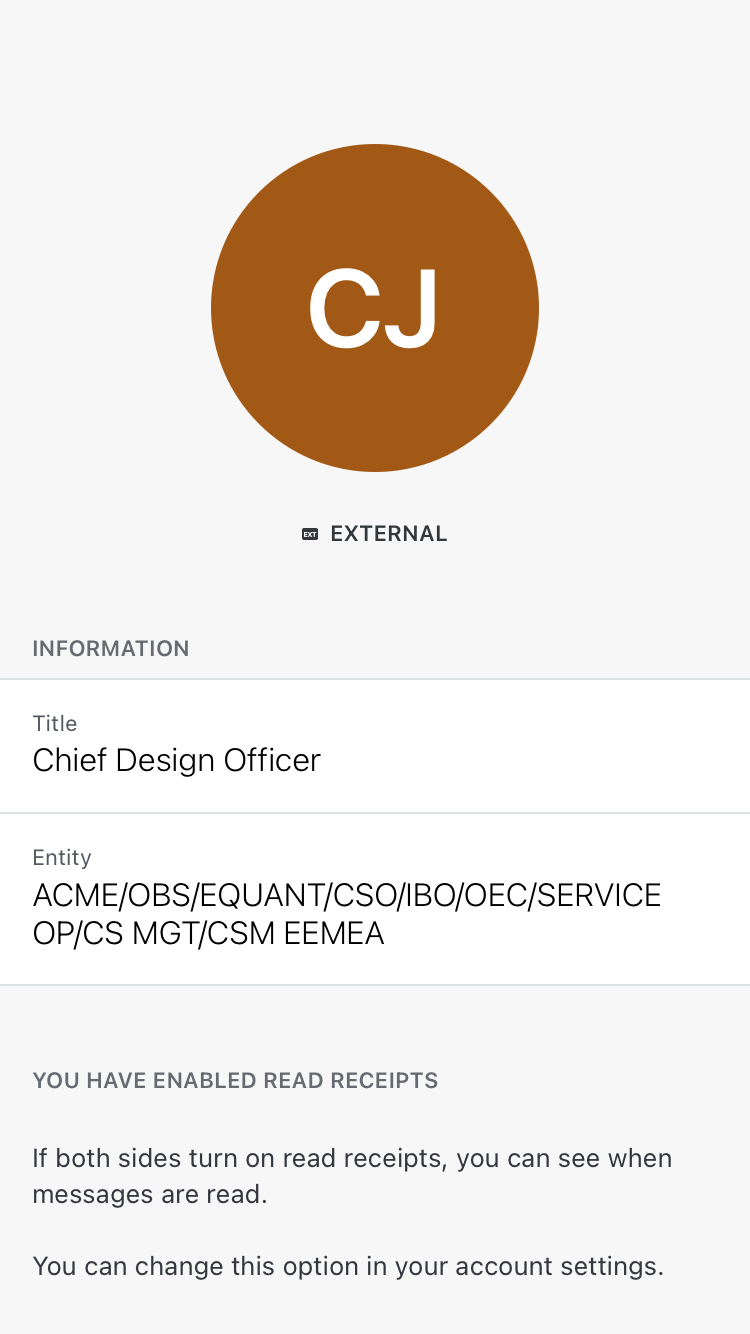 CJ
EXT EXTERNAL
INFORMATION
Title
Chief Design Officer
Entity
ACME/OBS/EQUANT/CSO/IBO/OEC/SERVICE
OP/CS MGT/CSM EEMEA
YOU HAVE ENABLED READ RECEIPTS
If both sides turn on read receipts, you can see when
messages are read.
You can change this option in your account settings.